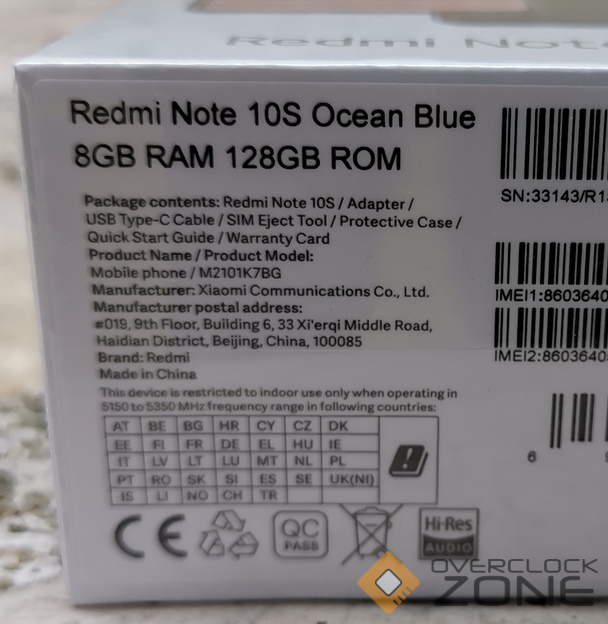 Redmi Note
Redmi Note 10S Ocean Blue
8GB RAM 128GB ROM
SN:33143/R1
Package contents: Redmi Note 10S / Adapter /
USB Type-C Cable / SIM Eject Tool / Protective Case /
Quick Start Guide / Warranty Card
Product Name / Product Model:
Mobile phone / M2101K7BG
Manufacturer: Xiaomi Communications Co., Ltd.
IMEI1:8603640
Manufacturer postal address:
#019, 9th Floor, Building 6, 33 Xi'erqi Middle Road,
Haidian District, Beijing, China, 100085
IMEI2:8603640
Brand: Redmi
Made in China
This device is restricted to indoor use only when operating in
5150 to 5350 MHz frequency range in following countries:
AT BE BG HR CY CZ DK
EE FI FR DE EL HU IE
IT LV LT LU MT NL PL
PT RO SK SI ES SE UK(NI)
IS LI NO CH TR
6 9
CE
QC
PASS
Hi-Res
AUDIO
OVERCLOCK
ZONE